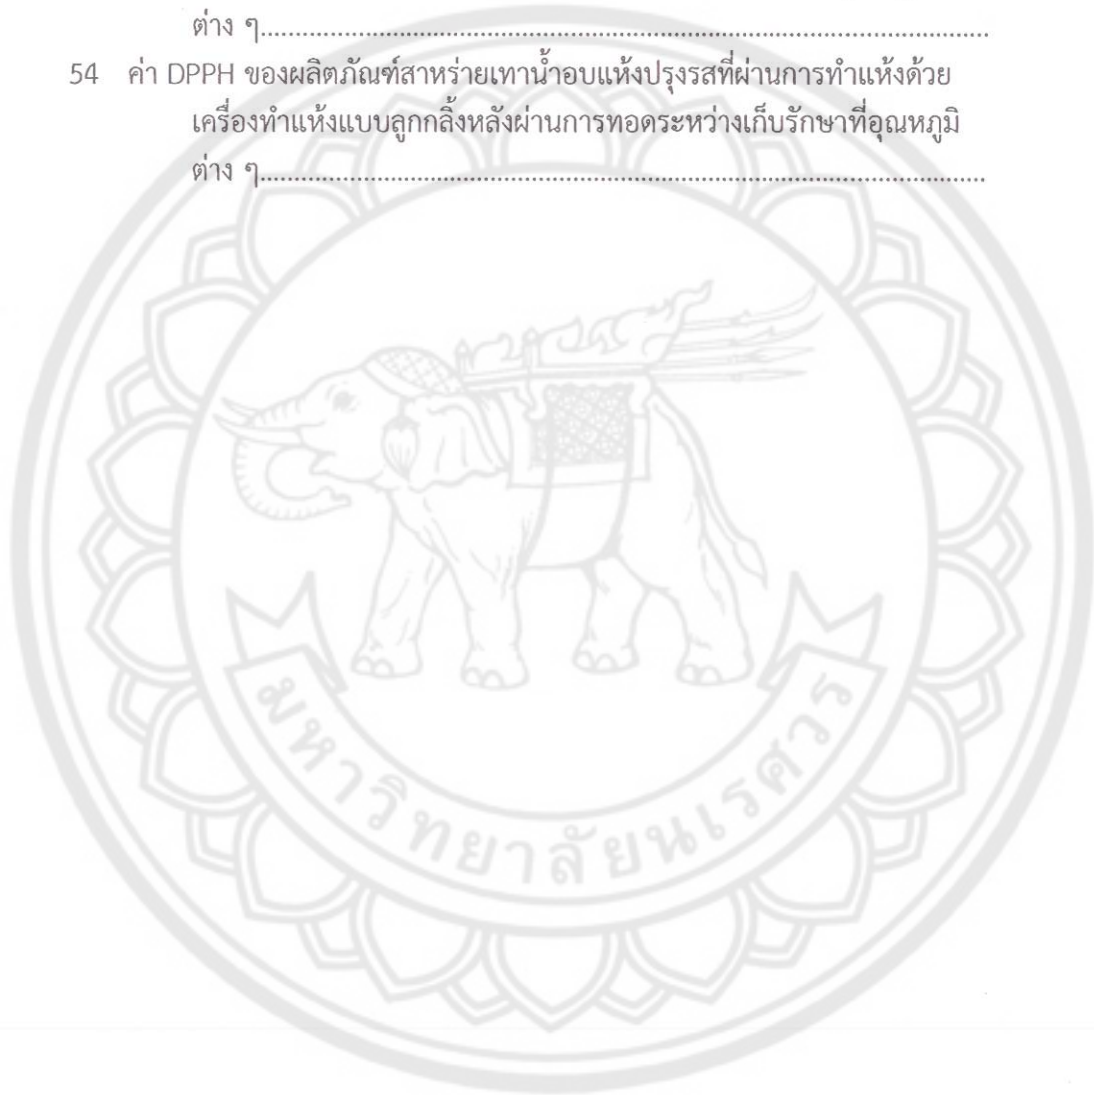 ต่าง ๆ........................................................................................................
54 ค่า DPPH ของผลิตภัณฑ์สาหร่ายเทาน้ำอบแห้งปรุงรสที่ผ่านการทำแห้งด้วย
เครื่องทำแห้งแบบลูกกลิ้งหลังผ่านการทอดระหว่างเก็บรักษาที่อุณหภูมิ
ต่าง ๆ........................................................................................................
มหาวิทยาลัยนเรศวร